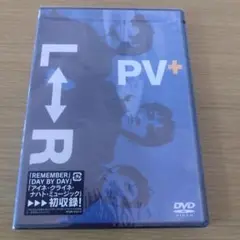 L↔R
PV+
「REMEMBER」
「DAY BY DAY」
「アイネ・クライネ・
ナハト・ミュージック」
▶▶▶初収録!
DVD
VIDEO